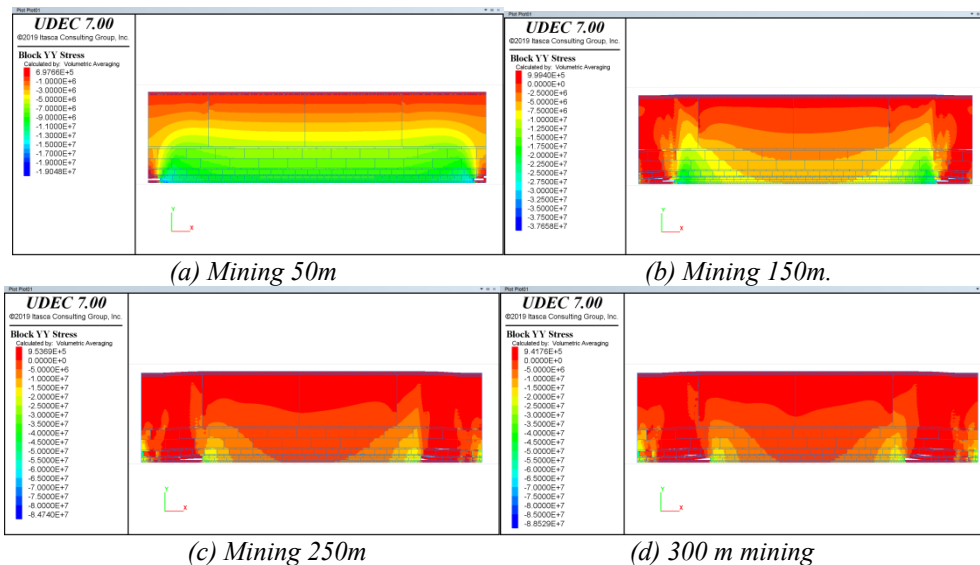 Plot Plot01
UDEC 7.00
©2019 Itasca Consulting Group, Inc.
Block YY Stress
Calculated by: Volumetric Averaging
6.9766E+5
-1.0000E+6
-3.0000E+6
-5.0000E+6
-7.0000E+6
-9.0000E+6
-1.1000E+7
-1.3000E+7
-1.5000E+7
-1.7000E+7
-1.9000E+7
-1.9048E+7
Y
X
(a) Mining 50m
Plot Plot01
UDEC 7.00
©2019 Itasca Consulting Group, Inc.
Block YY Stress
Calculated by: Volumetric Averaging
9.9940E+5
0.0000E+0
-2.5000E+6
-5.0000E+6
-7.5000E+6
-1.0000E+7
-1.2500E+7
-1.5000E+7
-1.7500E+7
-2.0000E+7
-2.2500E+7
-2.5000E+7
-2.7500E+7
-3.0000E+7
-3.2500E+7
-3.5000E+7
-3.7500E+7
-3.7658E+7
Y
X
(b) Mining 150m.
Plot Plot01
UDEC 7.00
©2019 Itasca Consulting Group, Inc.
Block YY Stress
Calculated by: Volumetric Averaging
9.5369E+5
0.0000E+0
-5.0000E+6
-1.0000E+7
-1.5000E+7
-2.0000E+7
-2.5000E+7
-3.0000E+7
-3.5000E+7
-4.0000E+7
-4.5000E+7
-5.0000E+7
-5.5000E+7
-6.0000E+7
-6.5000E+7
-7.0000E+7
-7.5000E+7
-8.0000E+7
-8.4740E+7
Y
X
(c) Mining 250m
Plot Plot01
UDEC 7.00
©2019 Itasca Consulting Group, Inc.
Block YY Stress
Calculated by: Volumetric Averaging
9.4176E+5
0.0000E+0
-5.0000E+6
-1.0000E+7
-1.5000E+7
-2.0000E+7
-2.5000E+7
-3.0000E+7
-3.5000E+7
-4.0000E+7
-4.5000E+7
-5.0000E+7
-5.5000E+7
-6.0000E+7
-6.5000E+7
-7.0000E+7
-7.5000E+7
-8.0000E+7
-8.5000E+7
-8.8529E+7
Y
X
(d) 300 m mining